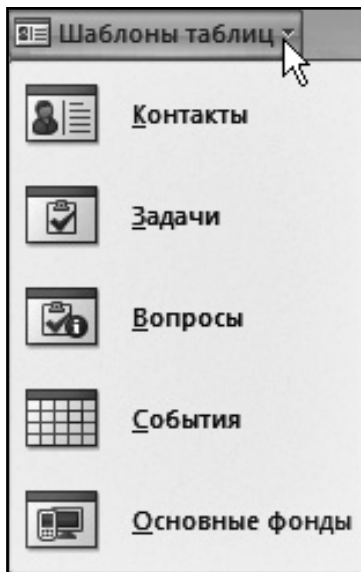 Шаблоны таблиц
Контакты
Задачи
Вопросы
События
Основные фонды